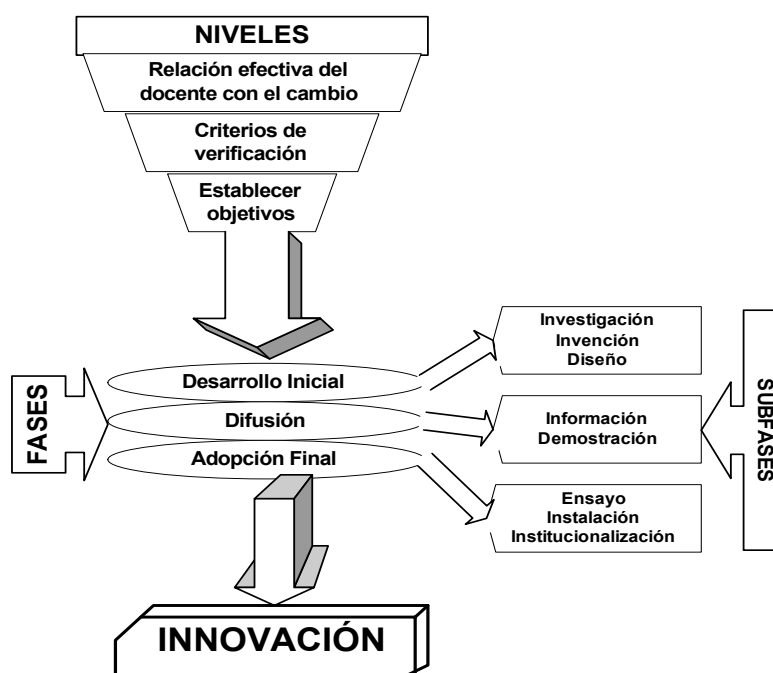 NIVELES
Relación efectiva del
docente con el cambio
Criterios de
verificación
Establecer
objetivos
FASES
Desarrollo Inicial
Difusión
Adopción Final
Investigación
Invención
Diseño
Información
Demostración
Ensayo
Instalación
Institucionalización
SUBFASES
INNOVACIÓN